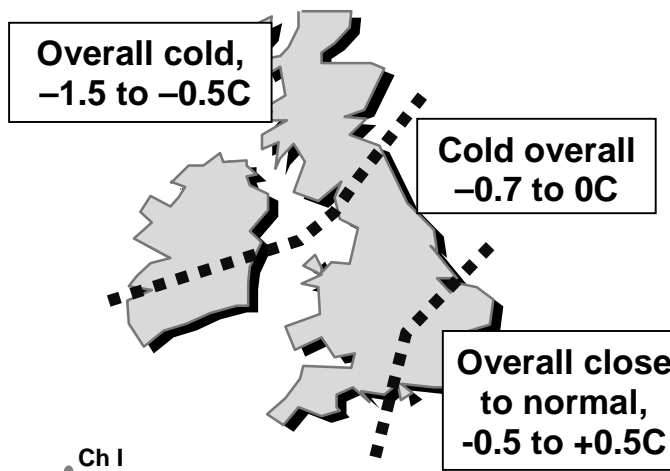 Overall cold,
–1.5 to –0.5C
Cold overall
–0.7 to 0C
Overall close
to normal,
-0.5 to +0.5C
Ch I